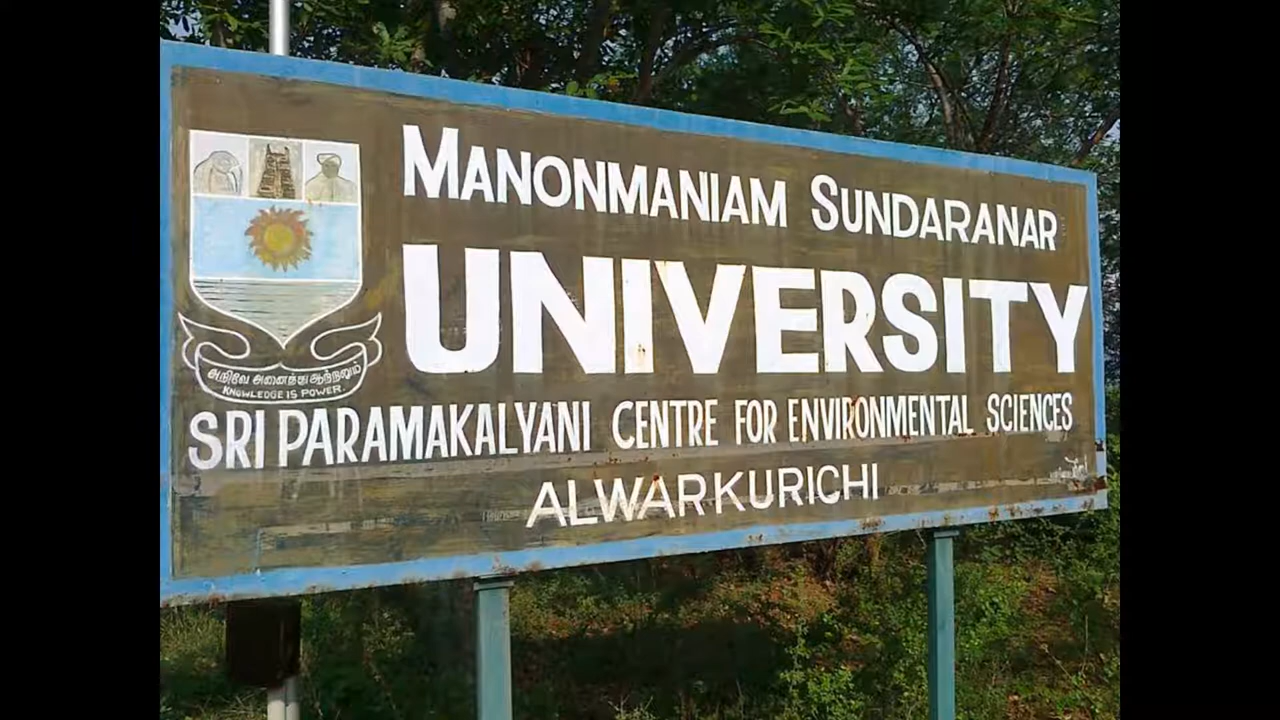 MANONMANIAM SUNDARANAR
UNIVERSITY
அறிவே அனைத்து ஆற்றலும்
KNOWLEDGE IS POWER.
SRI PARAMAKALYANI CENTRE FOR ENVIRONMENTAL SCIENCES
ALWARKURICHI